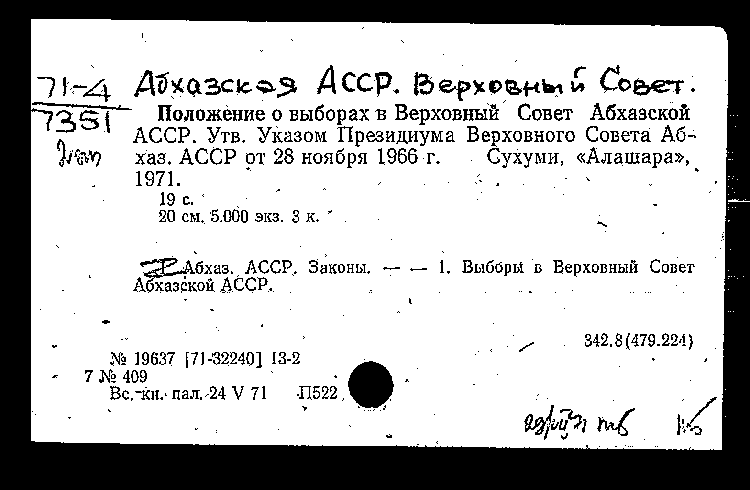 71-4
7351
Абхазская АССР. Верховный Совет.
Положение о выборах в Верховный Совет Абхазской
АССР. Утв. Указом Президиума Верховного Совета Аб-
хаз. АССР от 28 ноября 1966 г. Сухуми, «Алашара»,
1971.
19 с.
20 см. 5.000 экз. 3 к.
Абхаз. АССР. Законы. — — 1. Выборы в Верховный Совет
Абхазской АССР.
342.8(479.224)
№ 19637 [71-32240] 13-2
7 № 409
Вс. кн. пал. 24 V 71 П522